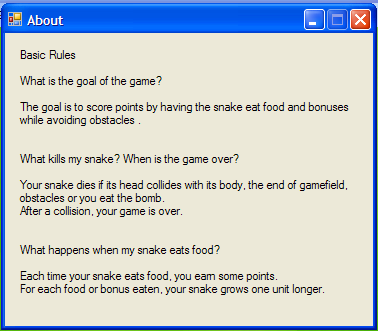 About
Basic Rules
What is the goal of the game?
The goal is to score points by having the snake eat food and bonuses
while avoiding obstacles .
What kills my snake? When is the game over?
Your snake dies if its head collides with its body, the end of gamefield,
obstacles or you eat the bomb.
After a collision, your game is over.
What happens when my snake eats food?
Each time your snake eats food, you earn some points.
For each food or bonus eaten, your snake grows one unit longer.